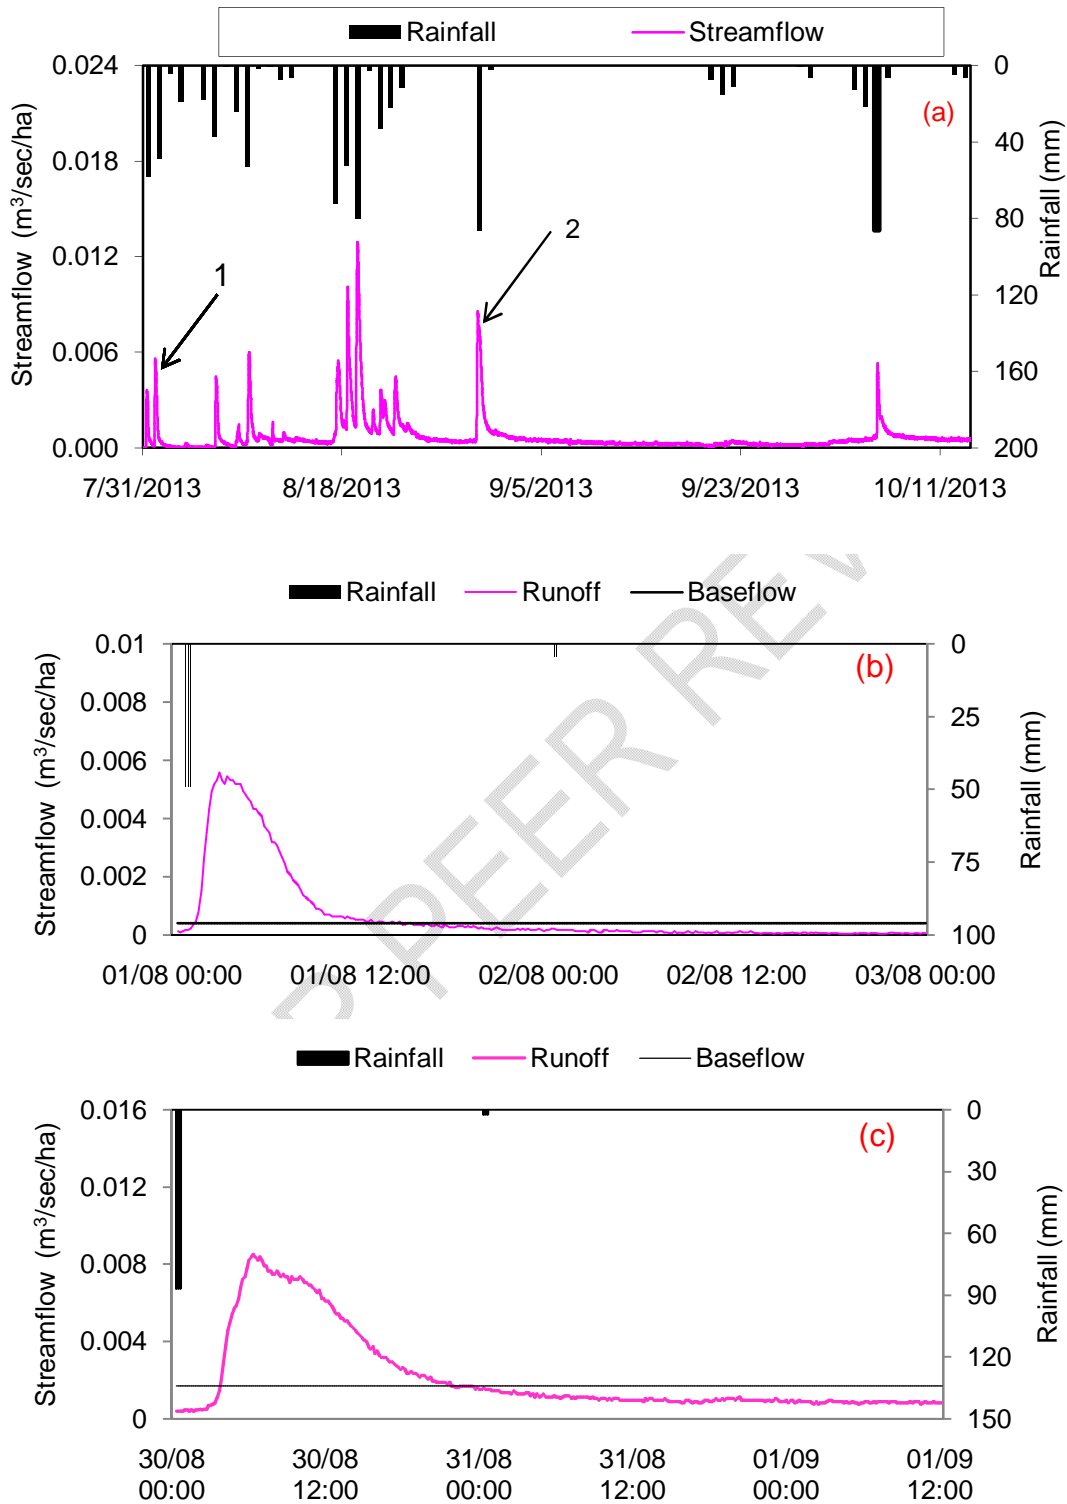 Rainfall Streamflow
0.024
0.018
0.012
0.006
0.000
Streamflow (m³/sec/ha)
0
40
80
120
160
200
Rainfall (mm)
(a)
1
2
7/31/2013 8/18/2013 9/5/2013 9/23/2013 10/11/2013
Rainfall Runoff Baseflow
0.01
0.008
0.006
0.004
0.002
0
Streamflow (m³/sec/ha)
0
25
50
75
100
Rainfall (mm)
(b)
01/08 00:00 01/08 12:00 02/08 00:00 02/08 12:00 03/08 00:00
P PEER REV
Rainfall Runoff Baseflow
0.016
0.012
0.008
0.004
0
Streamflow (m³/sec/ha)
0
30
60
90
120
150
Rainfall (mm)
(c)
30/08 30/08 31/08 31/08 01/09 01/09
00:00 12:00 00:00 12:00 00:00 12:00